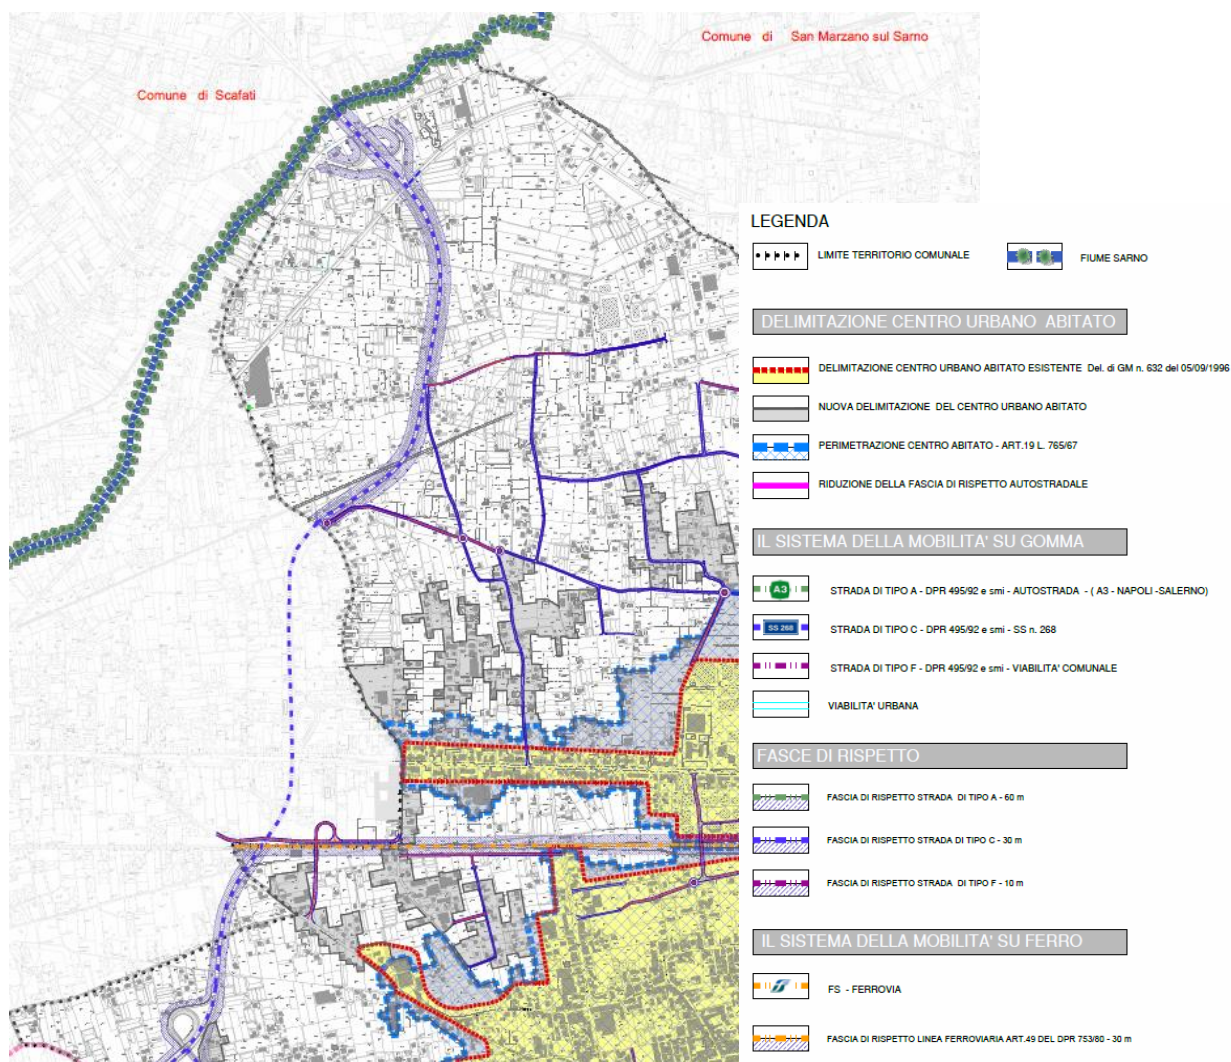 Comune di San Marzano sul Sarno
Comune di Scafati
LEGENDA
LIMITE TERRITORIO COMUNALE
FIUME SARNO
DELIMITAZIONE CENTRO URBANO ABITATO
DELIMITAZIONE CENTRO URBANO ABITATO ESISTENTE Del. di GM n. 632 del 05/09/1996
NUOVA DELIMITAZIONE DEL CENTRO URBANO ABITATO
PERIMETRAZIONE CENTRO ABITATO - ART.19 L. 765/67
RIDUZIONE DELLA FASCIA DI RISPETTO AUTOSTRADALE
IL SISTEMA DELLA MOBILITA' SU GOMMA
A3 STRADA DI TIPO A - DPR 495/92 e smi - AUTOSTRADA - ( A3 - NAPOLI -SALERNO)
SS 268 STRADA DI TIPO C - DPR 495/92 e smi - SS n. 268
STRADA DI TIPO F - DPR 495/92 e smi - VIABILITA' COMUNALE
VIABILITA' URBANA
FASCE DI RISPETTO
FASCIA DI RISPETTO STRADA DI TIPO A - 60 m
FASCIA DI RISPETTO STRADA DI TIPO C - 30 m
FASCIA DI RISPETTO STRADA DI TIPO F - 10 m
IL SISTEMA DELLA MOBILITA' SU FERRO
FS - FERROVIA
FASCIA DI RISPETTO LINEA FERROVIARIA ART.49 DEL DPR 753/80 - 30 m